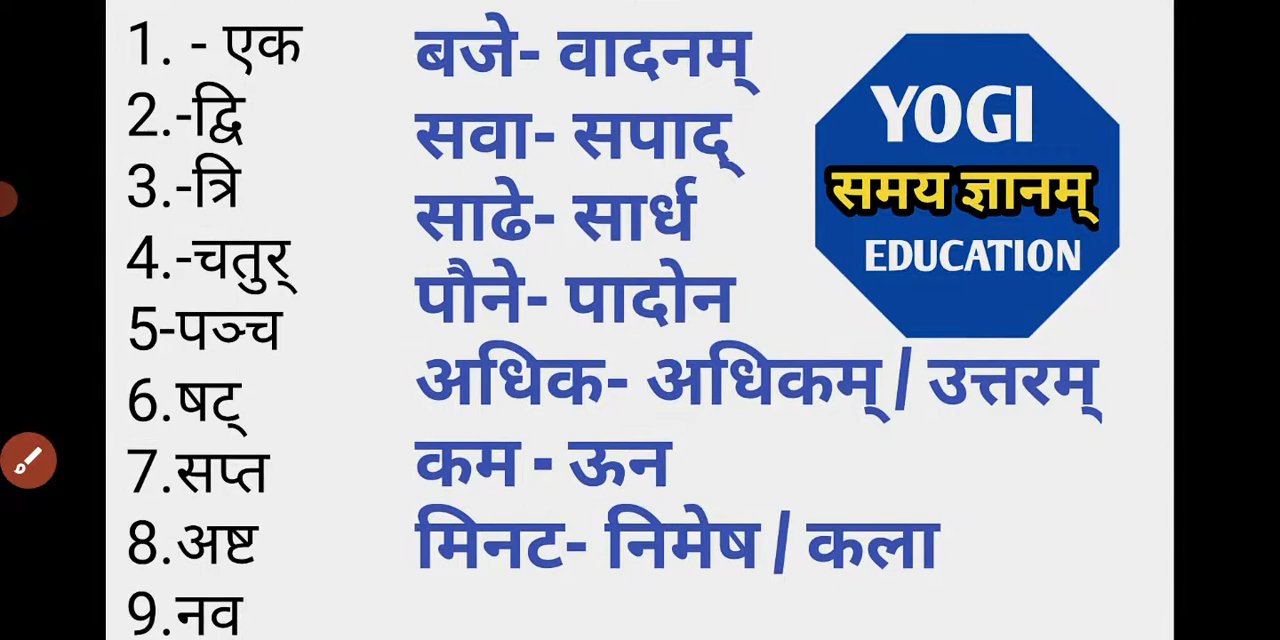 1. - एक
2.-द्वि
3.-त्रि
4.-चतुर्
5-पञ्च
6.षट्
7.सप्त
8.अष्ट
9.नव
बजे- वादनम्
सवा- सपाद्
साढे- सार्ध
पौने- पादोन
अधिक- अधिकम् / उत्तरम्
कम - ऊन
मिनट- निमेष / कला
YOGI
समय ज्ञानम्
EDUCATION